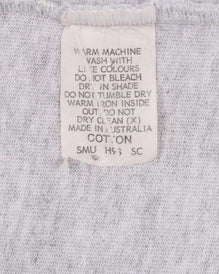 WARM MACHINE
WASH WITH
LIKE COLOURS
DO NOT BLEACH
DRY IN SHADE
DO NOT TUMBLE DRY
WARM IRON INSIDE
OUT. DO NOT
DRY CLEAN (X)
MADE IN AUSTRALIA
COTTON
SMU H93 SC